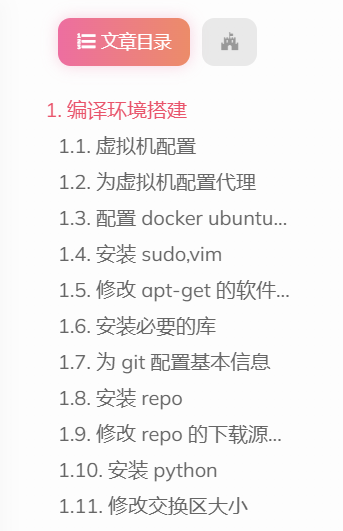 文章目录
1. 编译环境搭建
1.1. 虚拟机配置
1.2. 为虚拟机配置代理
1.3. 配置 docker ubuntu...
1.4. 安装 sudo,vim
1.5. 修改 apt-get 的软件...
1.6. 安装必要的库
1.7. 为 git 配置基本信息
1.8. 安装 repo
1.9. 修改 repo 的下载源...
1.10. 安装 python
1.11. 修改交换区大小